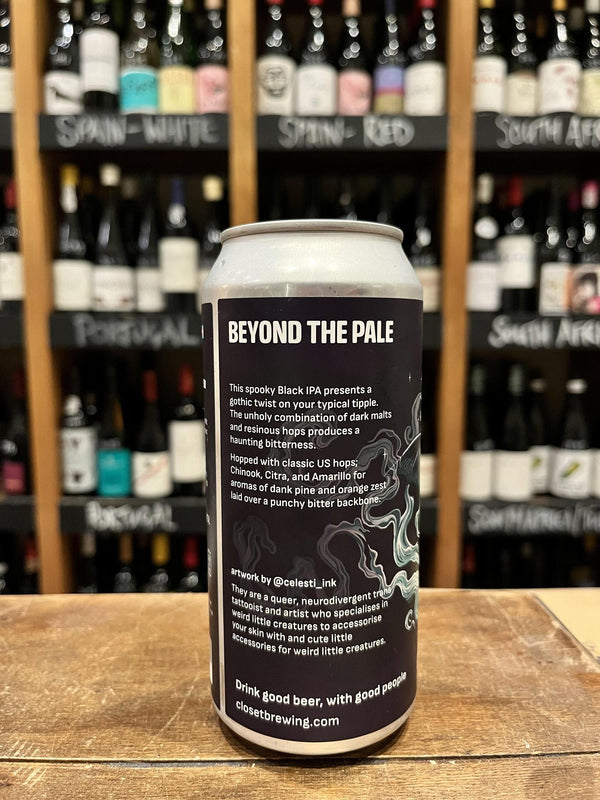 SPAIN-WHITE
SPAIN-RED
SOUTH AFRI
PORTUGAL
SOUTH AFRI
PORTUGAL
BEYOND THE PALE
This spooky Black IPA presents a
gothic twist on your typical tipple.
The unholy combination of dark malts
and resinous hops produces a
haunting bitterness.
Hopped with classic US hops;
Chinook, Citra, and Amarillo for
aromas of dank pine and orange zest
laid over a punchy bitter backbone.
artwork by @celesti_ink
They are a queer, neurodivergent trans
tattooist and artist who specialises in
weird little creatures to accessorise
your skin with and cute little
accessories for weird little creatures.
Drink good beer, with good people
closetbrewing.com